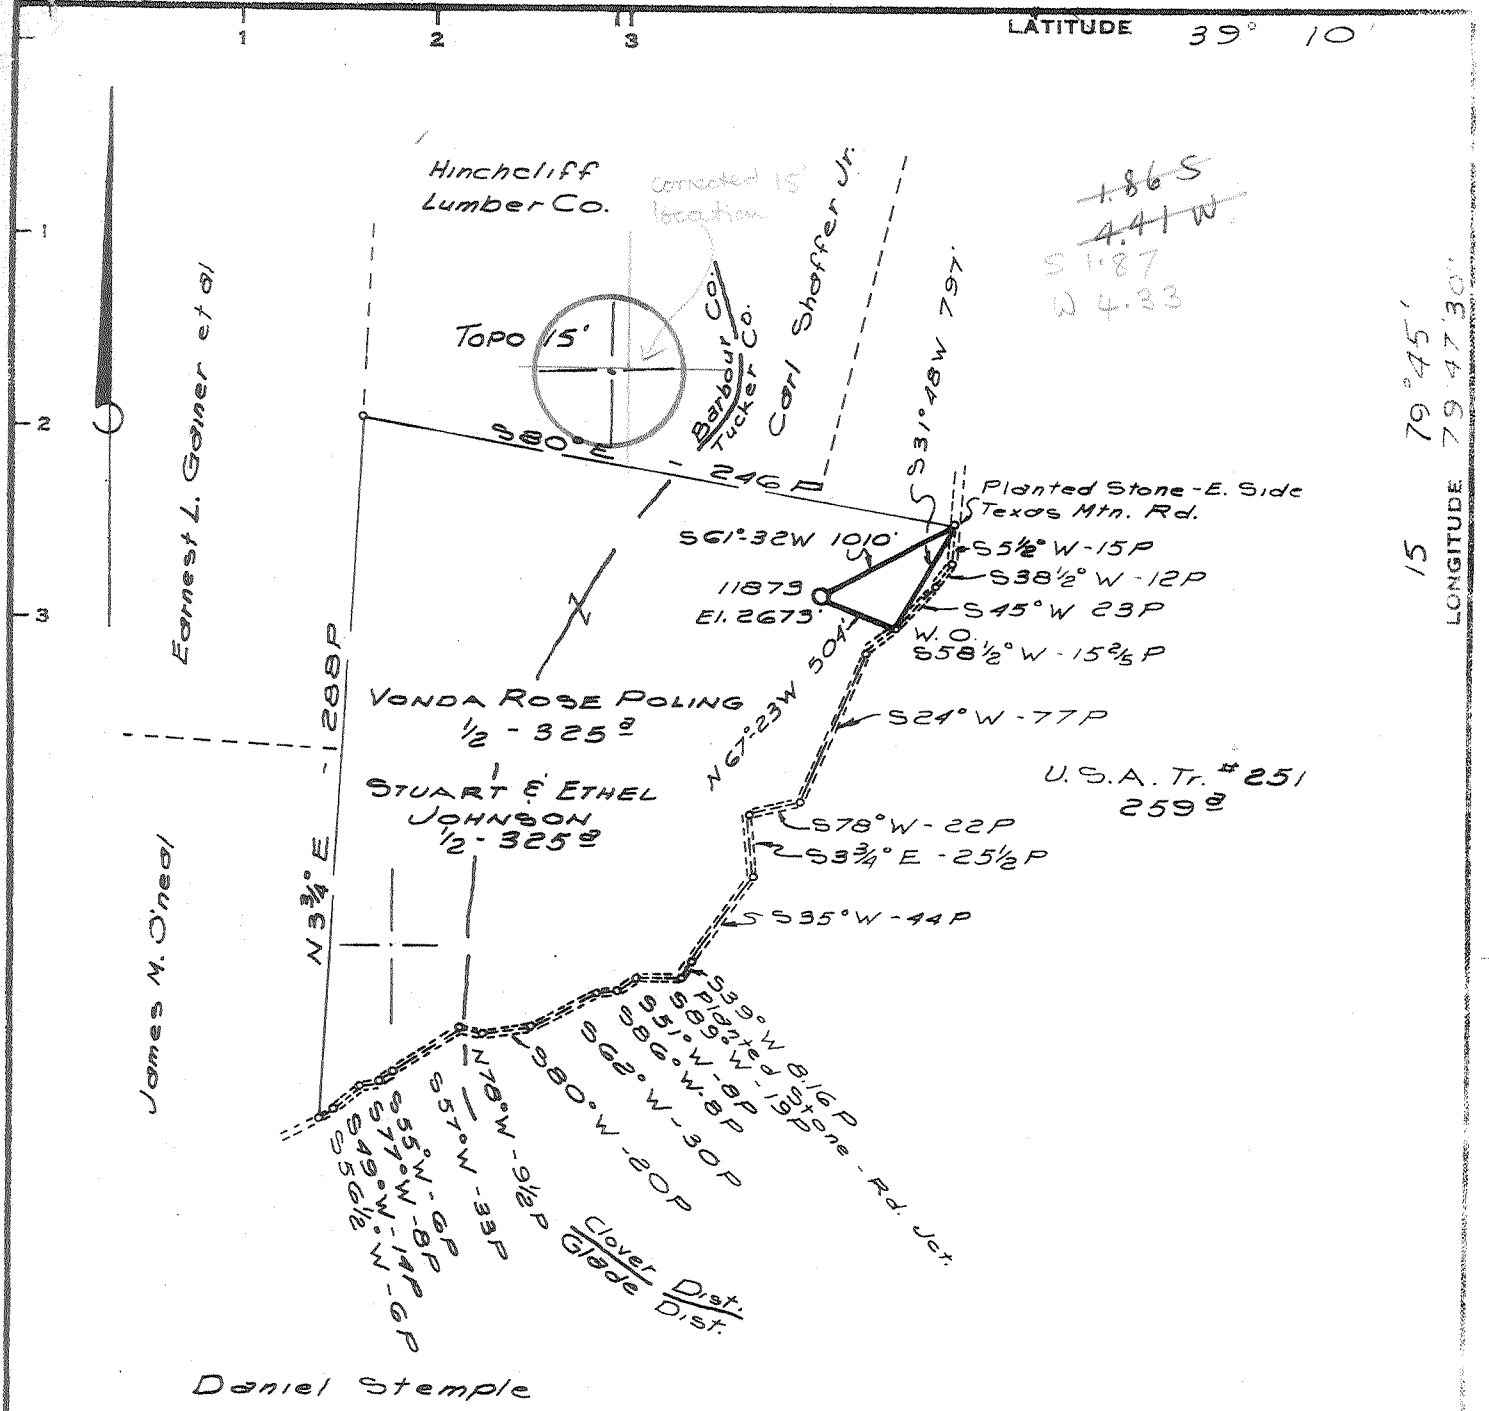 LATITUDE 39° 10'
1 2 3
1
2
3
Hinchcliff
Lumber Co.
corrected 15'
location
1.86 S
4.41 W
S 1.87
W 4.33
TOPO 15'
Barbour Co.
Tucker Co.
Carl Shaffer Jr.
Earnest L. Gainer et al
15 79°45'
LONGITUDE 79 47'30"
S80 E - 246 P
S31°48W 797'
Planted Stone-E. Side
Texas Mtn. Rd.
S61°-32W 1010'
S5½° W-15P
S38½° W-12P
S45° W 23P
11873
El. 2673'
W.O.
S58½° W-15⅖P
N67°-23W 504'
S24° W-77P
VONDA ROSE POLING
½ - 325 a
STUART & ETHEL
JOHNSON
½ - 325 a
U.S.A. Tr. # 251
259 a
N3¾° E - 288P
S78° W-22P
S3¾° E-25½P
S S35° W-44P
James M. O'neal
S39° W 8.16 P
Planted Stone - Rd. Jct.
S89° W-19P
S51° W-8P
S86° W-8P
S62° W-30P
S80° W-20P
N78° W-9½P
S57° W-33P
S55° W-6P
S77° W-8P
S49° W-14P
S56½° W-6P
Clover Dist.
Glade Dist.
Daniel Stemple